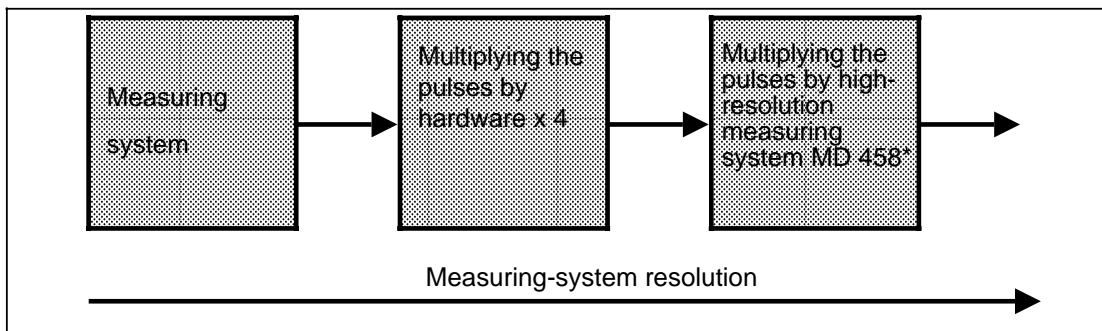 Measuring
system
Multiplying the
pulses by
hardware x 4
Multiplying the
pulses by high-
resolution
measuring
system MD 458*
Measuring-system resolution